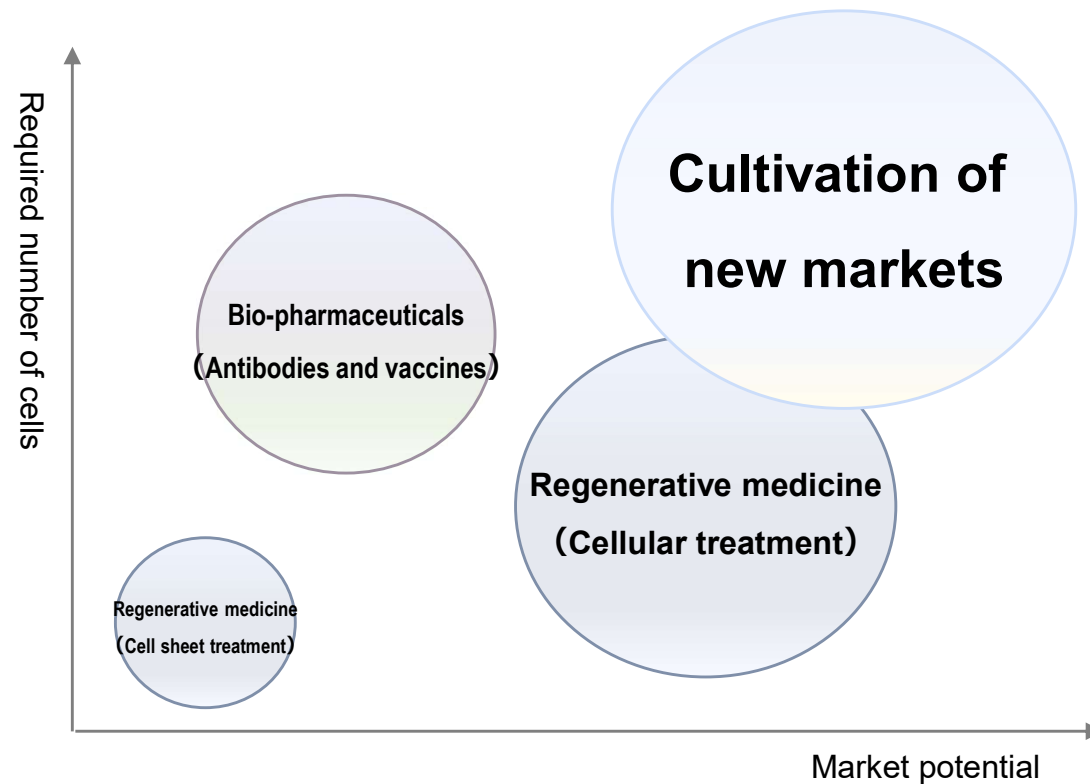 Required number of cells
Cultivation of
new markets
Bio-pharmaceuticals
（Antibodies and vaccines）
Regenerative medicine
（Cellular treatment）
Regenerative medicine
（Cell sheet treatment）
Market potential